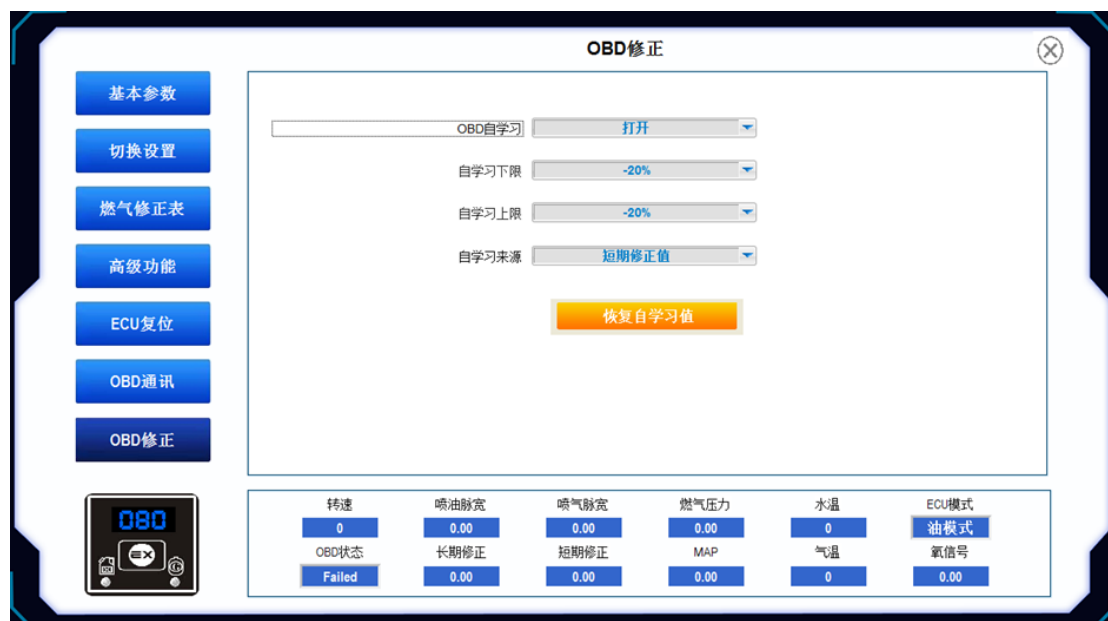 OBD修正
基本参数
切换设置
燃气修正表
高级功能
ECU复位
OBD通讯
OBD修正
OBD自学习 打开
自学习下限 -20%
自学习上限 -20%
自学习来源 短期修正值
恢复自学习值
080
EX
转速 喷油脉宽 喷气脉宽 燃气压力 水温 ECU模式
0 0.00 0.00 0.00 0 油模式
OBD状态 长期修正 短期修正 MAP 气温 氧信号
Failed 0.00 0.00 0.00 0 0.00